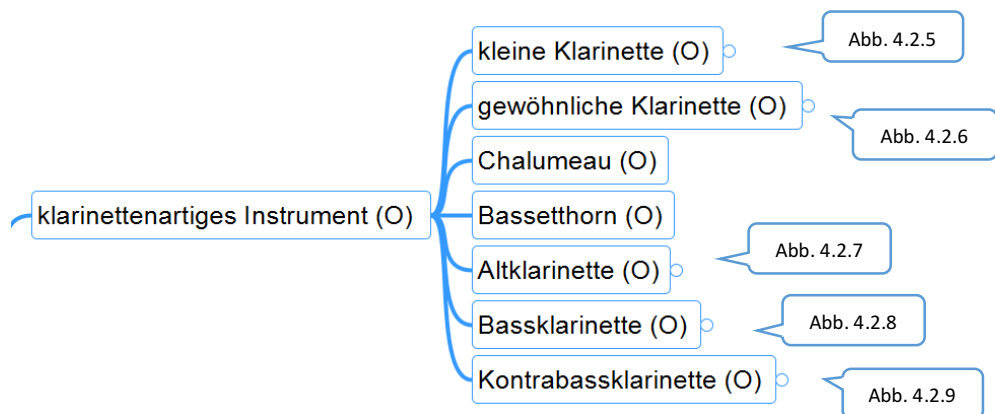 kleine Klarinette (O)
Abb. 4.2.5
gewöhnliche Klarinette (O)
Abb. 4.2.6
Chalumeau (O)
klarinettenartiges Instrument (O)
Bassetthorn (O)
Abb. 4.2.7
Altklarinette (O)
Bassklarinette (O)
Abb. 4.2.8
Kontrabassklarinette (O)
Abb. 4.2.9